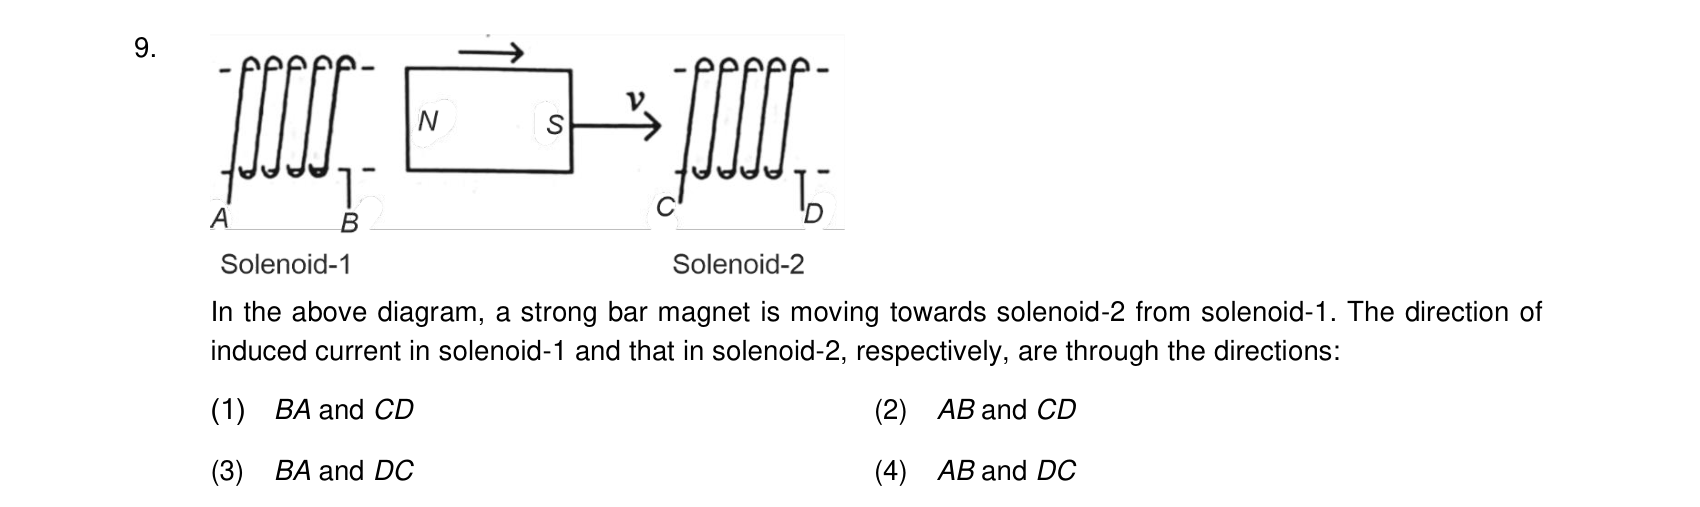 9.
N S v
A B C D
Solenoid-1 Solenoid-2
In the above diagram, a strong bar magnet is moving towards solenoid-2 from solenoid-1. The direction of
induced current in solenoid-1 and that in solenoid-2, respectively, are through the directions:
(1) BA and CD (2) AB and CD
(3) BA and DC (4) AB and DC